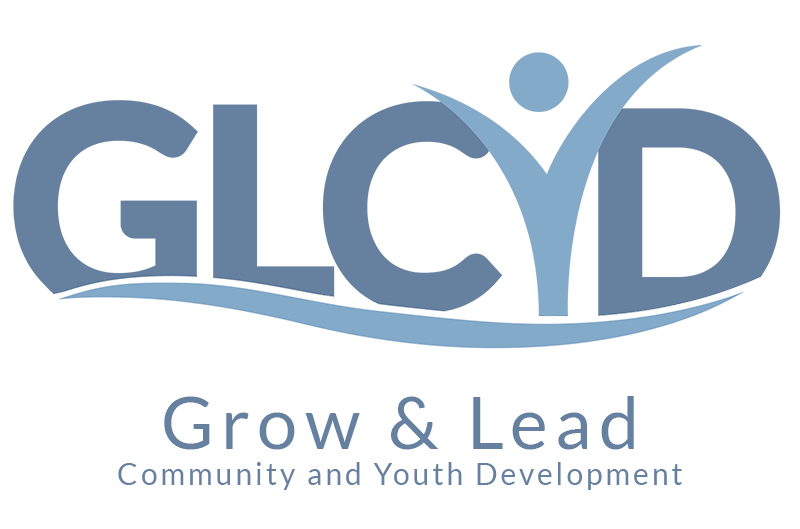 GLCYD
Grow & Lead
Community and Youth Development